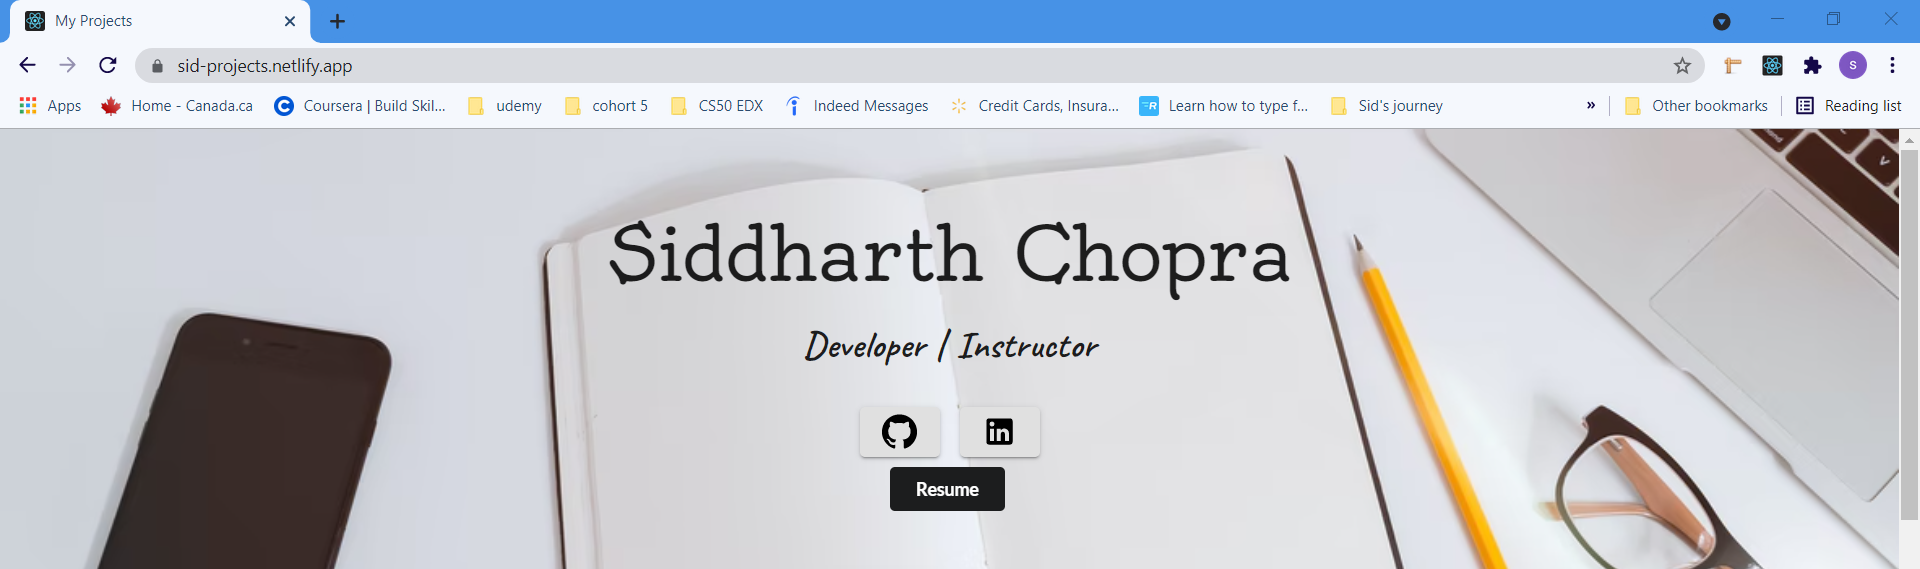 My Projects
sid-projects.netlify.app
S
Apps
Home - Canada.ca
Coursera | Build Skil...
udemy
cohort 5
CS50 EDX
Indeed Messages
Credit Cards, Insura...
Learn how to type f...
Sid's journey
»
Other bookmarks
Reading list
Siddharth Chopra
Developer | Instructor
in
Resume